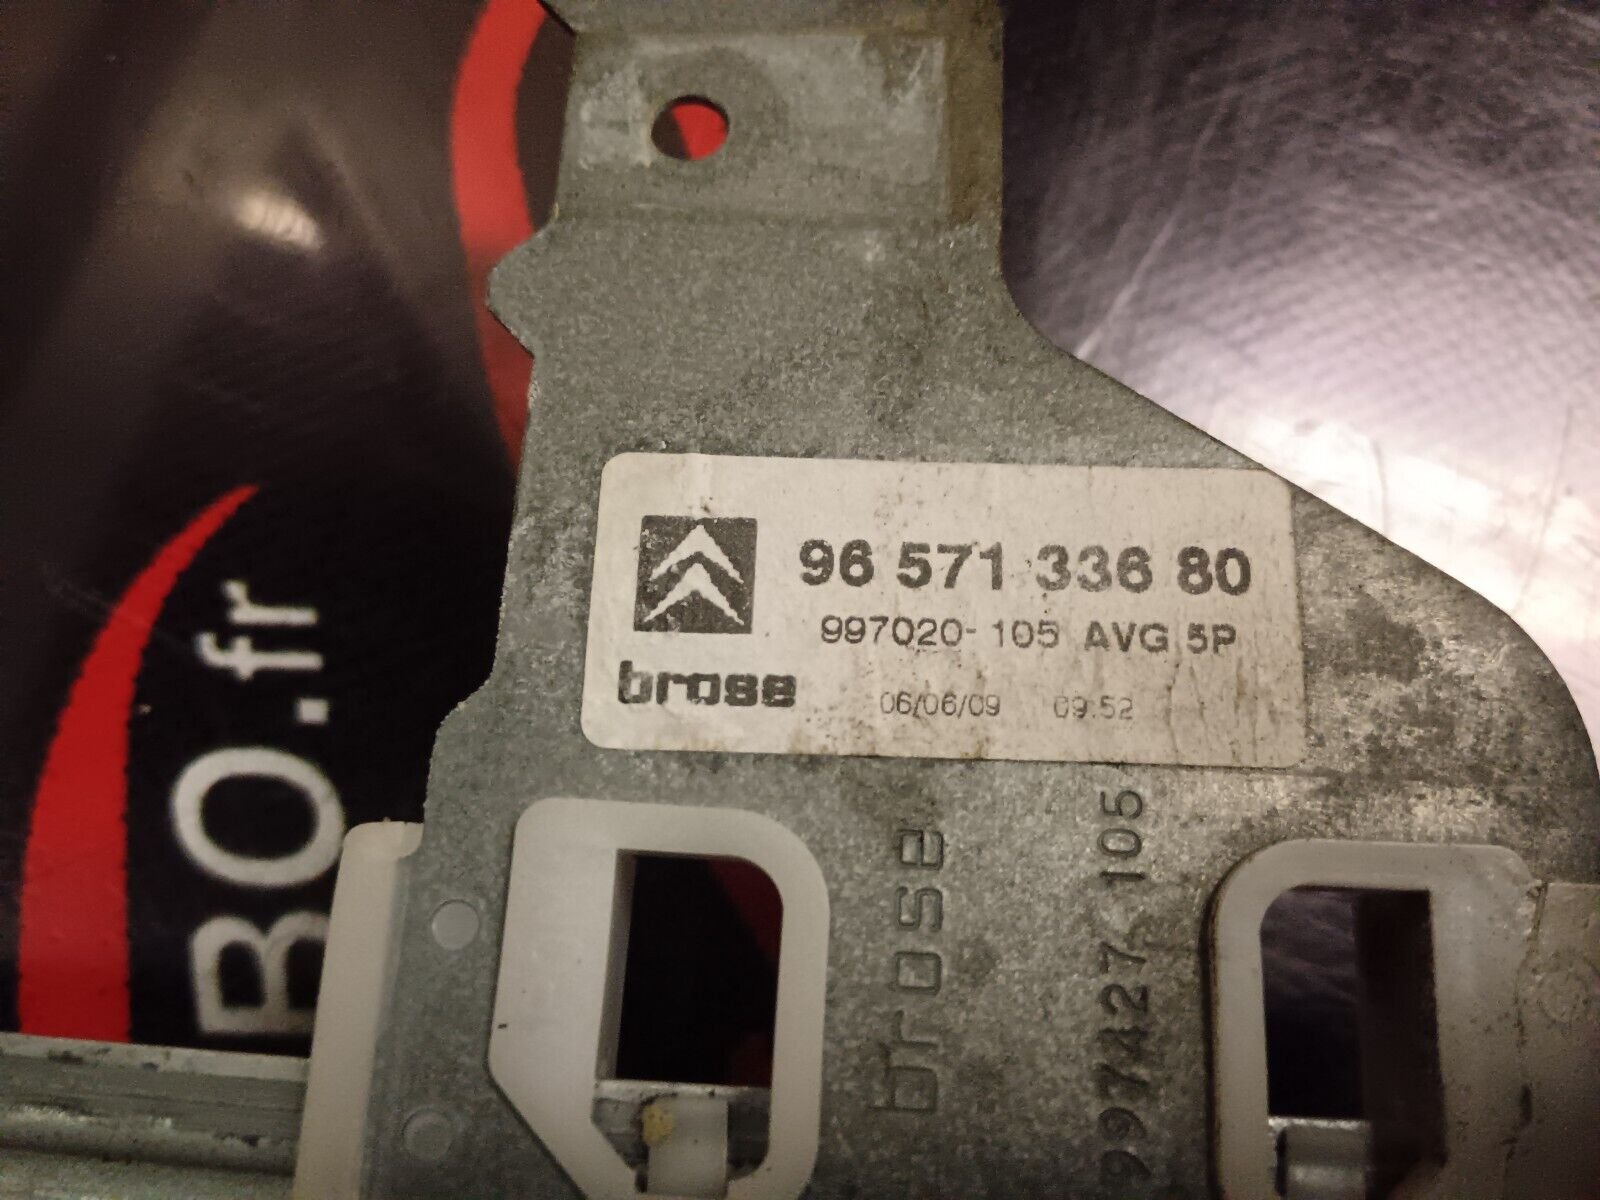 96 571 336 80
997020-105 AVG 5P
brose
06/06/09 09:52
brose
997427 105
BO.fr